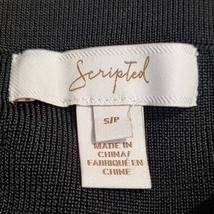 Scripted
S/P
MADE IN
CHINA/
FABRIQUÉ EN
CHINE